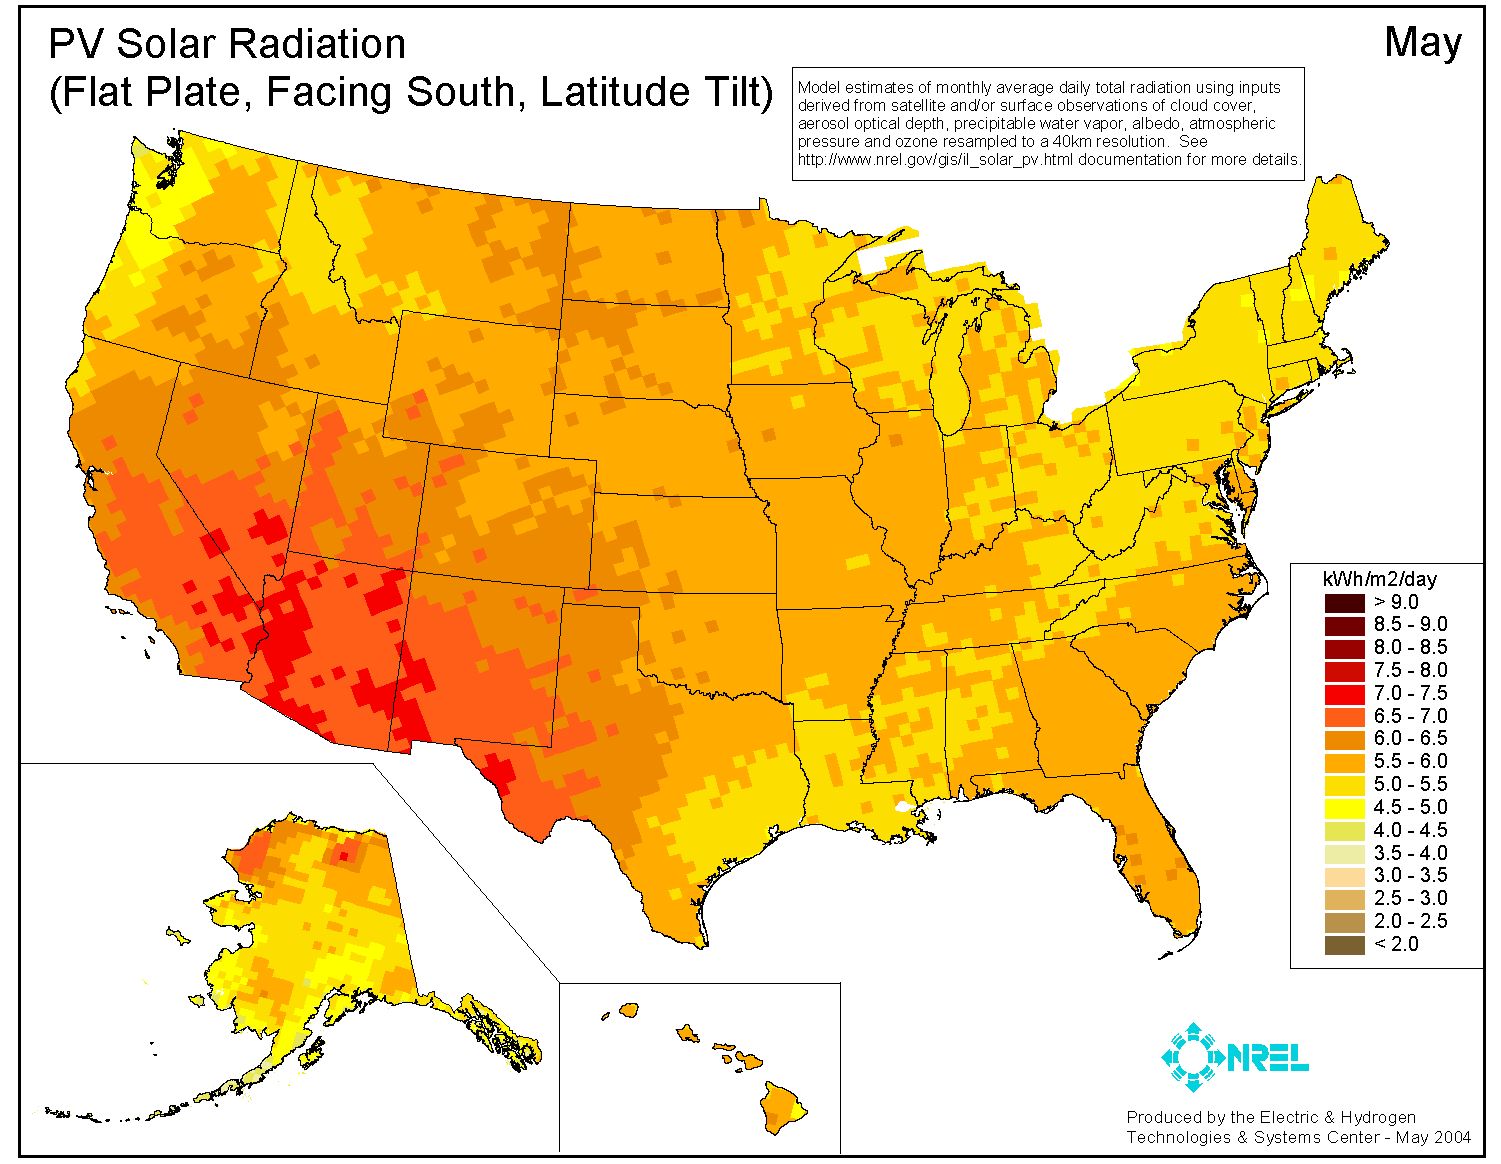 PV Solar Radiation
(Flat Plate, Facing South, Latitude Tilt)
May
Model estimates of monthly average daily total radiation using inputs
derived from satellite and/or surface observations of cloud cover,
aerosol optical depth, precipitable water vapor, albedo, atmospheric
pressure and ozone resampled to a 40km resolution. See
http://www.nrel.gov/gis/il_solar_pv.html documentation for more details.
kWh/m2/day
> 9.0
8.5 - 9.0
8.0 - 8.5
7.5 - 8.0
7.0 - 7.5
6.5 - 7.0
6.0 - 6.5
5.5 - 6.0
5.0 - 5.5
4.5 - 5.0
4.0 - 4.5
3.5 - 4.0
3.0 - 3.5
2.5 - 3.0
2.0 - 2.5
< 2.0
NREL
Produced by the Electric & Hydrogen
Technologies & Systems Center - May 2004